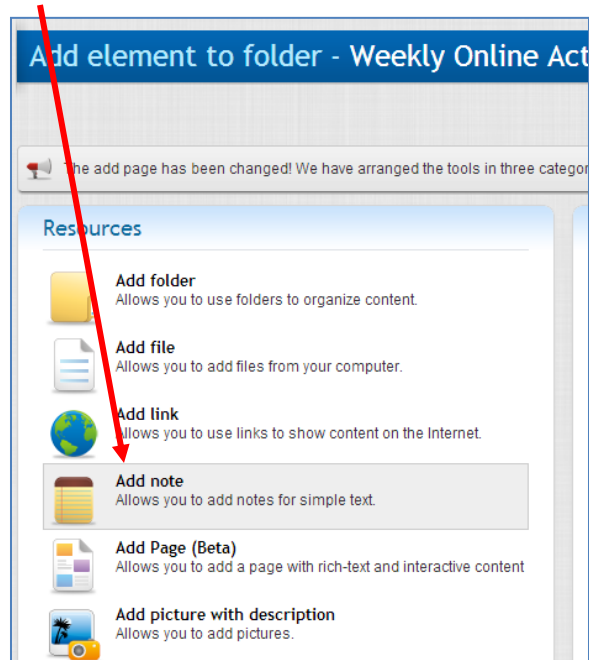 Add element to folder - Weekly Online Act
The add page has been changed! We have arranged the tools in three categor
Resources
Add folder
Allows you to use folders to organize content.
Add file
Allows you to add files from your computer.
Add link
Allows you to use links to show content on the Internet.
Add note
Allows you to add notes for simple text.
Add Page (Beta)
Allows you to add a page with rich-text and interactive content
Add picture with description
Allows you to add pictures.